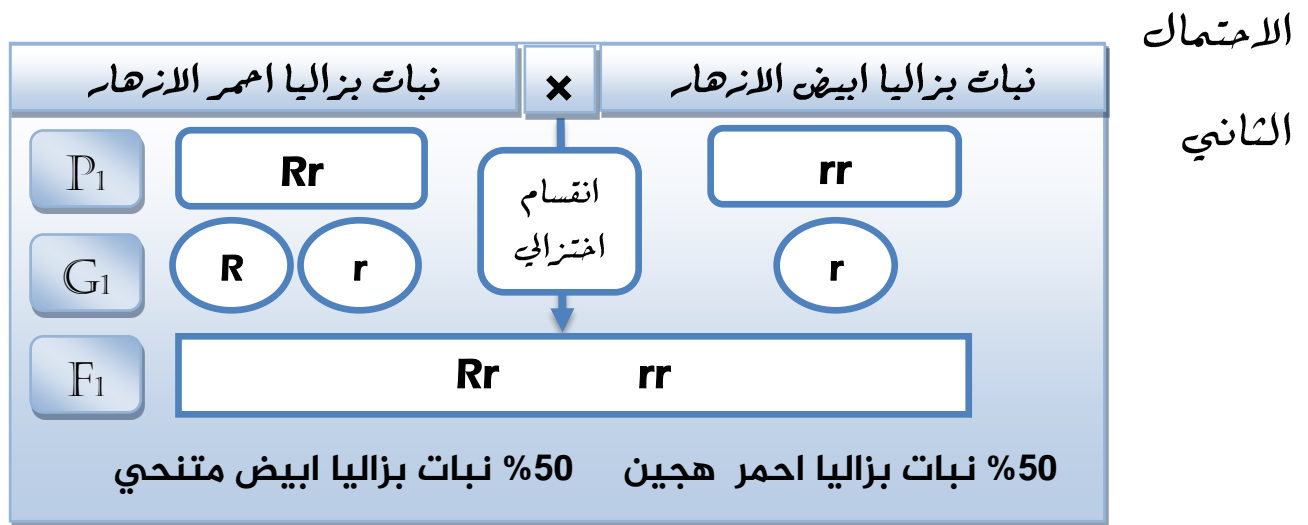 الاحتمال
الثاني
نبات بزاليا احمر الازهار × نبات بزاليا ابيض الازهار
P1 Rr rr
انقسام
اختزالي
G1 R r r
F1 Rr rr
50% نبات بزاليا احمر هجين 50% نبات بزاليا ابيض متنحي